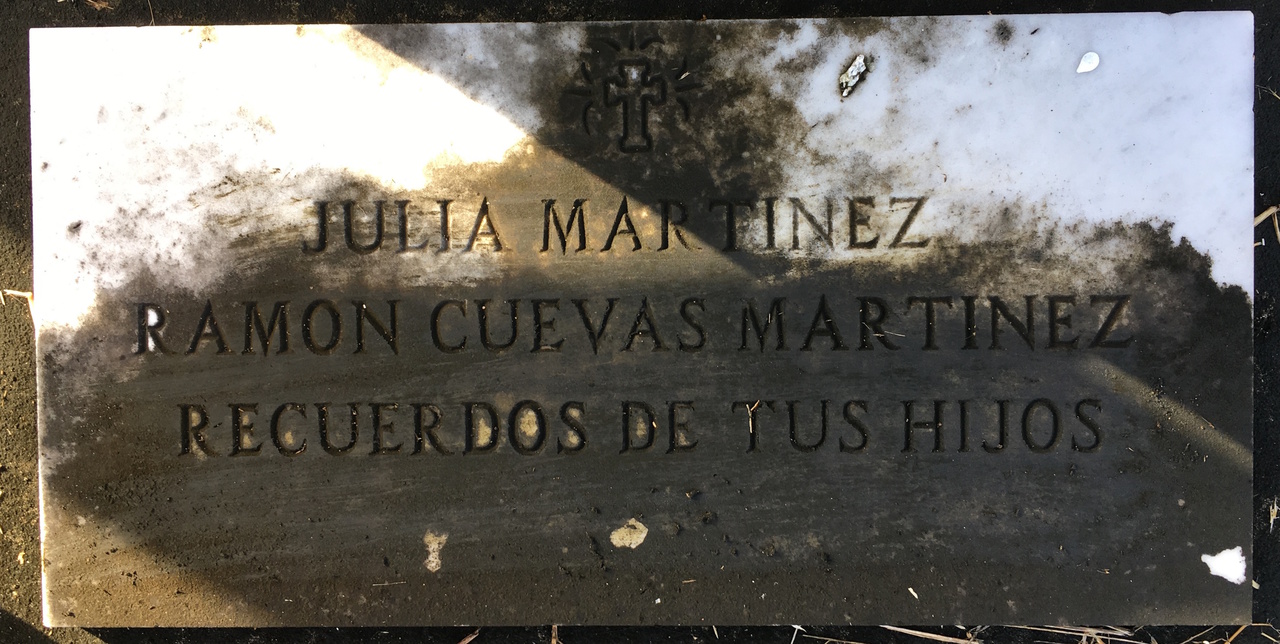 JULIA MARTINEZ
RAMON CUEVAS MARTINEZ
RECUERDOS DE TUS HIJOS